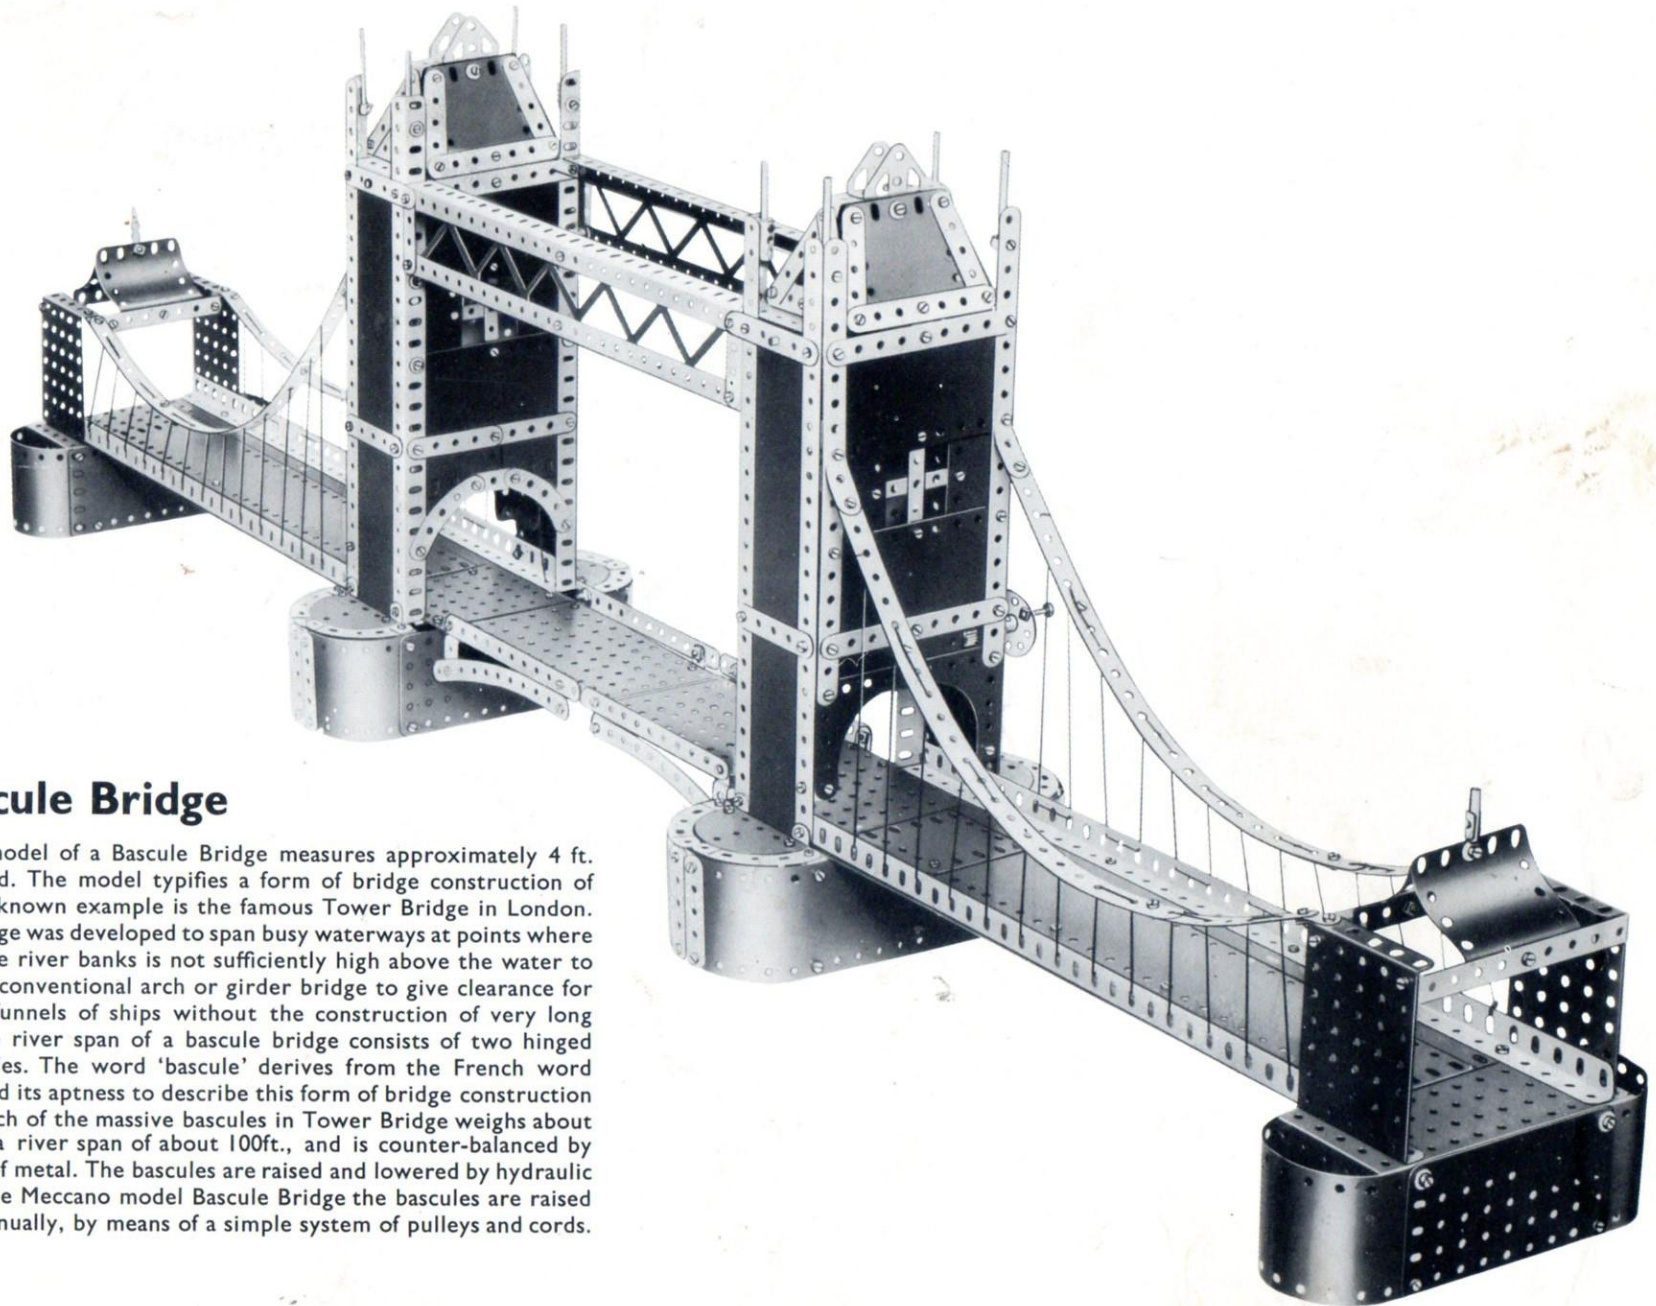 cule Bridge
odel of a Bascule Bridge measures approximately 4 ft.
d. The model typifies a form of bridge construction of
known example is the famous Tower Bridge in London.
ge was developed to span busy waterways at points where
e river banks is not sufficiently high above the water to
conventional arch or girder bridge to give clearance for
unnels of ships without the construction of very long
river span of a bascule bridge consists of two hinged
es. The word ‘bascule’ derives from the French word
d its aptness to describe this form of bridge construction
ch of the massive bascules in Tower Bridge weighs about
a river span of about 100ft., and is counter-balanced by
f metal. The bascules are raised and lowered by hydraulic
e Meccano model Bascule Bridge the bascules are raised
nually, by means of a simple system of pulleys and cords.